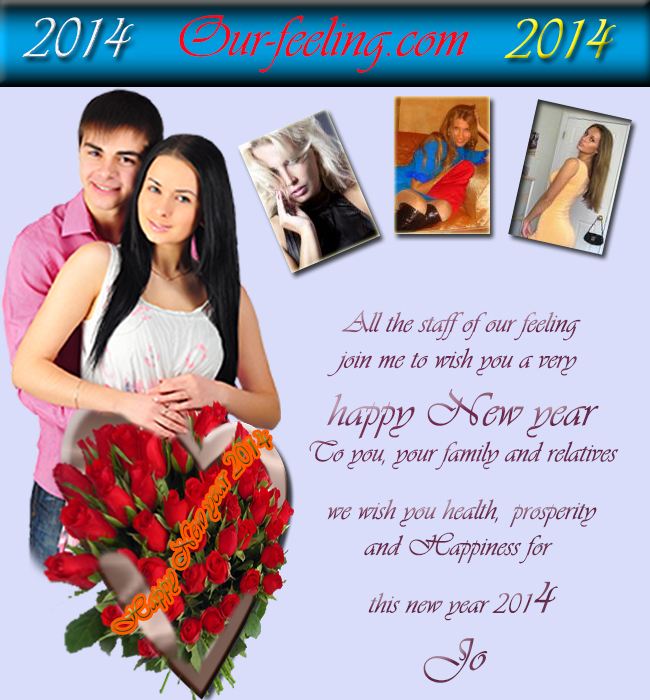 2014 Our-feeling.com 2014
All the staff of our feeling
join me to wish you a very
happy New year
To you, your family and relatives
we wish you health, prosperity
and Happiness for
this new year 2014
Jo
Happy New year 2014